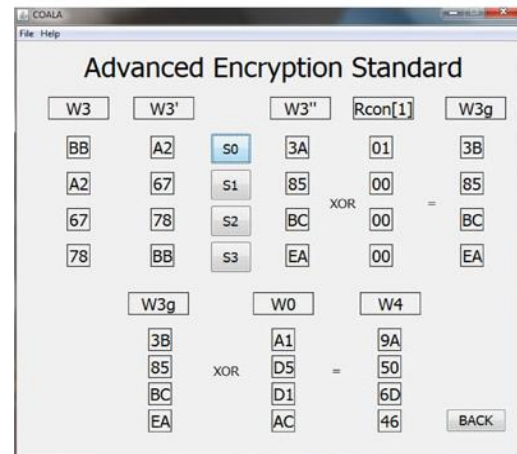 COALA
File Help
Advanced Encryption Standard
W3 W3' W3'' Rcon[1] W3g
BB A2 S0 3A 01 3B
A2 67 S1 85 00 85
XOR =
67 78 S2 BC 00 BC
78 BB S3 EA 00 EA
W3g W0 W4
3B A1 9A
85 XOR D5 = 50
BC D1 6D
EA AC 46 BACK